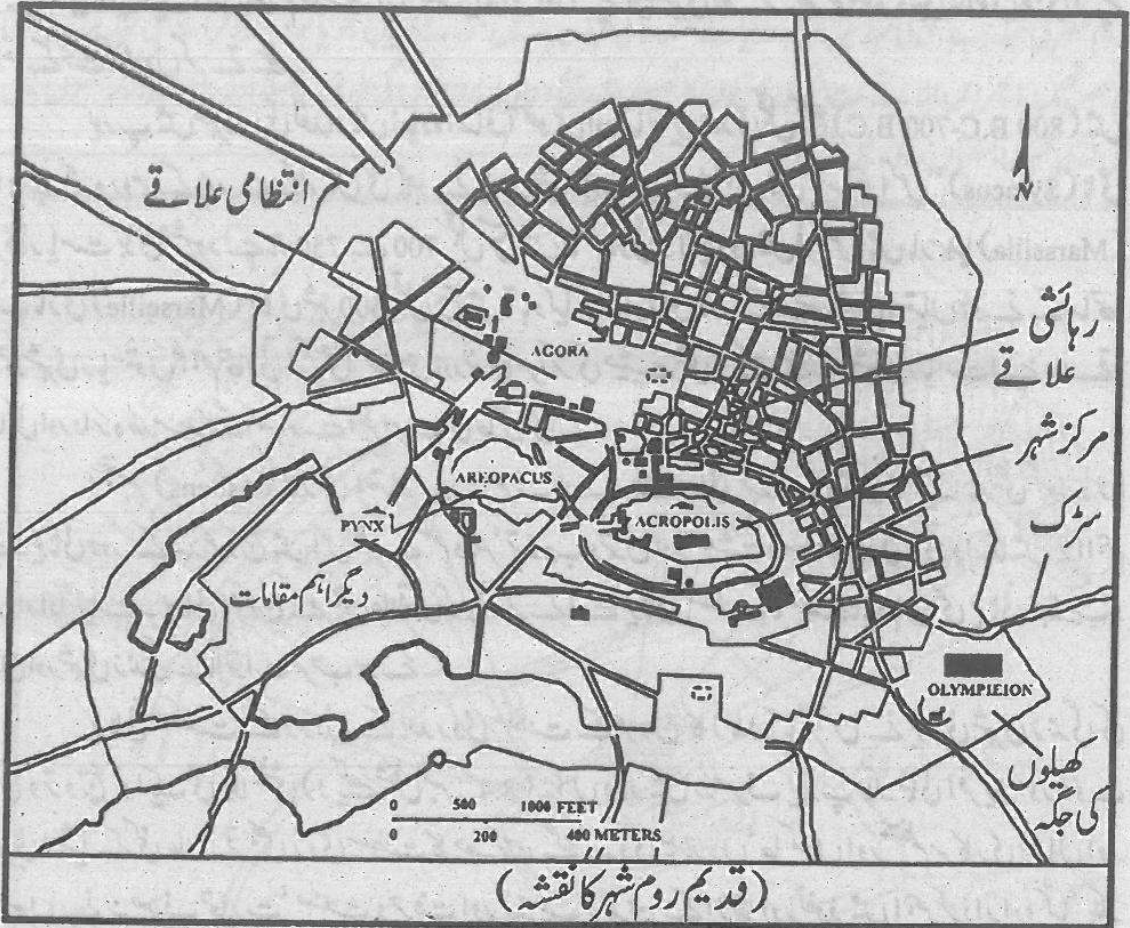 انتظامی علاقے
N
رہائشی
علاقے
AGORA
مرکز شہر
AREOPACUS
سڑک
PYNX
ACROPOLIS
دیگر اہم مقامات
OLYMPIEION
کھیلوں
کی جگہ
0 500 1000 FEET
0 200 400 METERS
(قدیم روم شہر کا نقشہ)